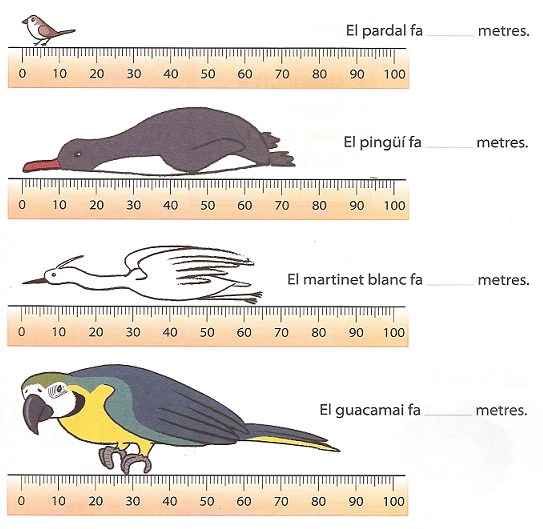 El pardal fa ______ metres.
0 10 20 30 40 50 60 70 80 90 100
El pingüí fa ______ metres.
0 10 20 30 40 50 60 70 80 90 100
El martinet blanc fa ______ metres.
0 10 20 30 40 50 60 70 80 90 100
El guacamai fa ______ metres.
0 10 20 30 40 50 60 70 80 90 100